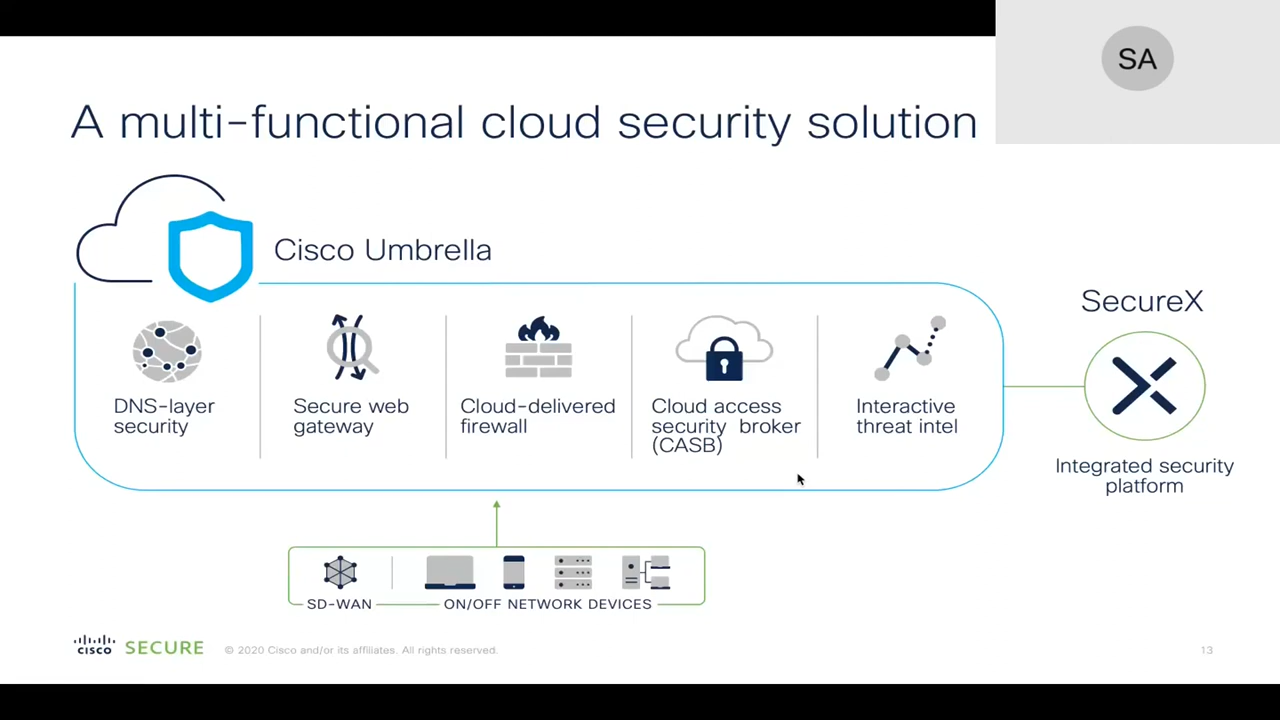 SA
A multi-functional cloud security solution
Cisco Umbrella
SecureX
DNS-layer
security
Secure web
gateway
Cloud-delivered
firewall
Cloud access
security broker
(CASB)
Interactive
threat intel
Integrated security
platform
SD-WAN
ON/OFF NETWORK DEVICES
cisco SECURE
© 2020 Cisco and/or its affiliates. All rights reserved.
13